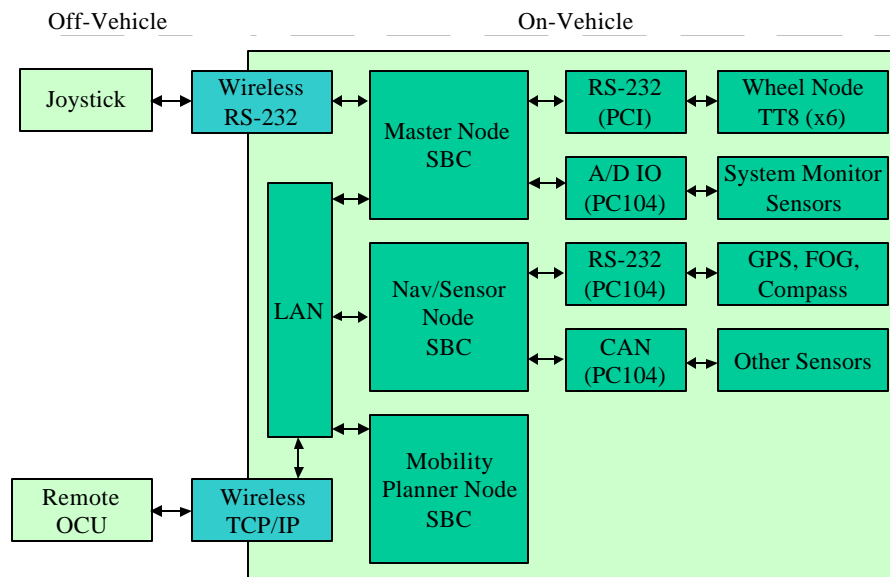 Off-Vehicle
On-Vehicle
Joystick
Wireless
RS-232
Master Node
SBC
RS-232
(PCI)
Wheel Node
TT8 (x6)
A/D IO
(PC104)
System Monitor
Sensors
LAN
Nav/Sensor
Node
SBC
RS-232
(PC104)
GPS, FOG,
Compass
CAN
(PC104)
Other Sensors
Mobility
Planner Node
SBC
Remote
OCU
Wireless
TCP/IP